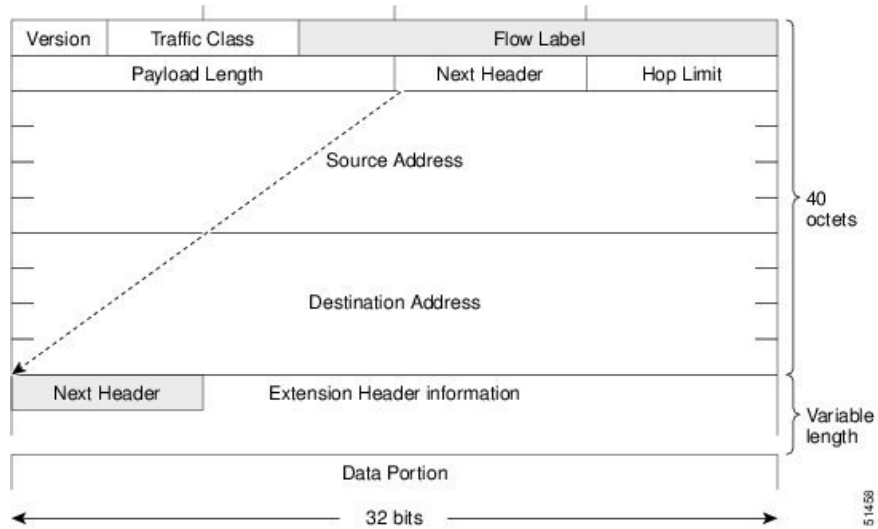 Version Traffic Class Flow Label
Payload Length Next Header Hop Limit
Source Address
40
octets
Destination Address
Next Header Extension Header information
Variable
length
Data Portion
32 bits
51458